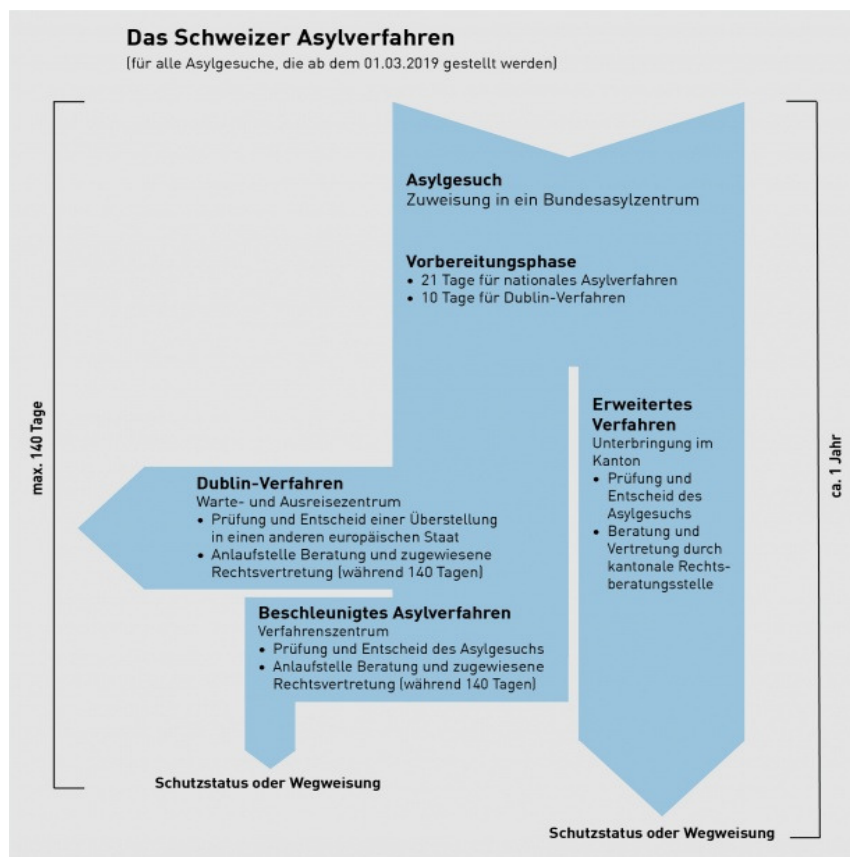 Das Schweizer Asylverfahren
(für alle Asylgesuche, die ab dem 01.03.2019 gestellt werden)
Asylgesuch
Zuweisung in ein Bundesasylzentrum
Vorbereitungsphase
• 21 Tage für nationales Asylverfahren
• 10 Tage für Dublin-Verfahren
max. 140 Tage
Dublin-Verfahren
Warte- und Ausreisezentrum
• Prüfung und Entscheid einer Überstellung
in einen anderen europäischen Staat
• Anlaufstelle Beratung und zugewiesene
Rechtsvertretung (während 140 Tagen)
Beschleunigtes Asylverfahren
Verfahrenszentrum
• Prüfung und Entscheid des Asylgesuchs
• Anlaufstelle Beratung und zugewiesene
Rechtsvertretung (während 140 Tagen)
Schutzstatus oder Wegweisung
Erweitertes
Verfahren
Unterbringung im
Kanton
• Prüfung und
Entscheid des
Asylgesuchs
• Beratung und
Vertretung durch
kantonale Rechts-
beratungsstelle
ca. 1 Jahr
Schutzstatus oder Wegweisung